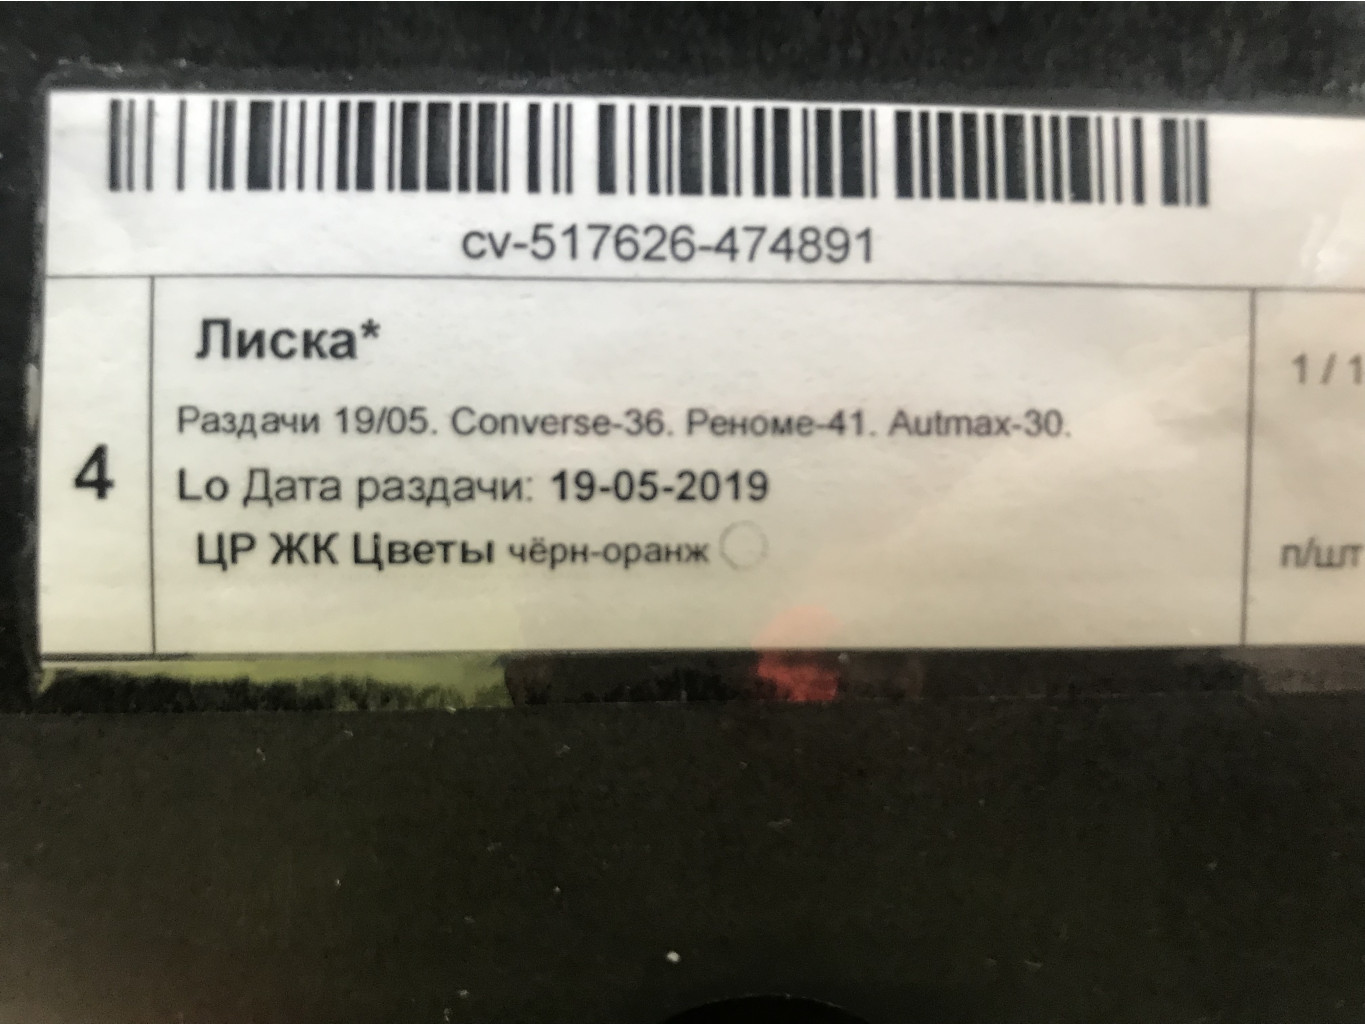 cv-517626-474891
Лиска*
1 / 1
Раздачи 19/05. Converse-36. Реноме-41. Autmax-30.
4
Lo Дата раздачи: 19-05-2019
ЦР ЖК Цветы чёрн-оранж
п/шт